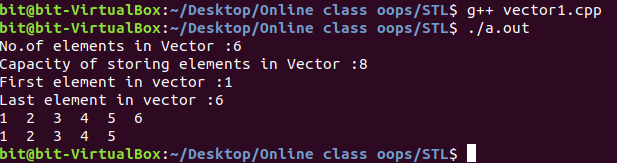 bit@bit-VirtualBox:~/Desktop/Online class oops/STL$ g++ vector1.cpp
bit@bit-VirtualBox:~/Desktop/Online class oops/STL$ ./a.out
No.of elements in Vector :6
Capacity of storing elements in Vector :8
First element in vector :1
Last element in vector :6
1  2  3  4  5  6
1  2  3  4  5
bit@bit-VirtualBox:~/Desktop/Online class oops/STL$